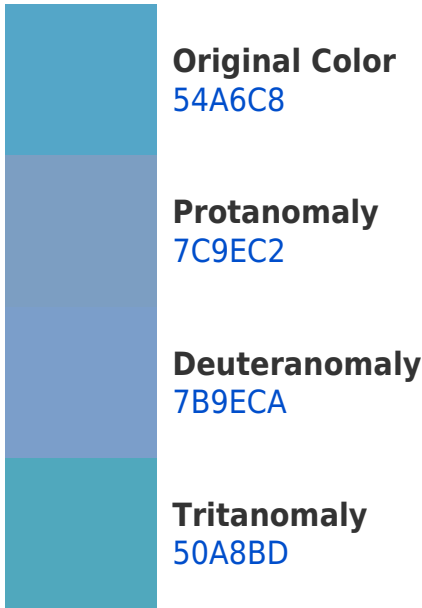 Original Color
54A6C8
Protanomaly
7C9EC2
Deuteranomaly
7B9ECA
Tritanomaly
50A8BD